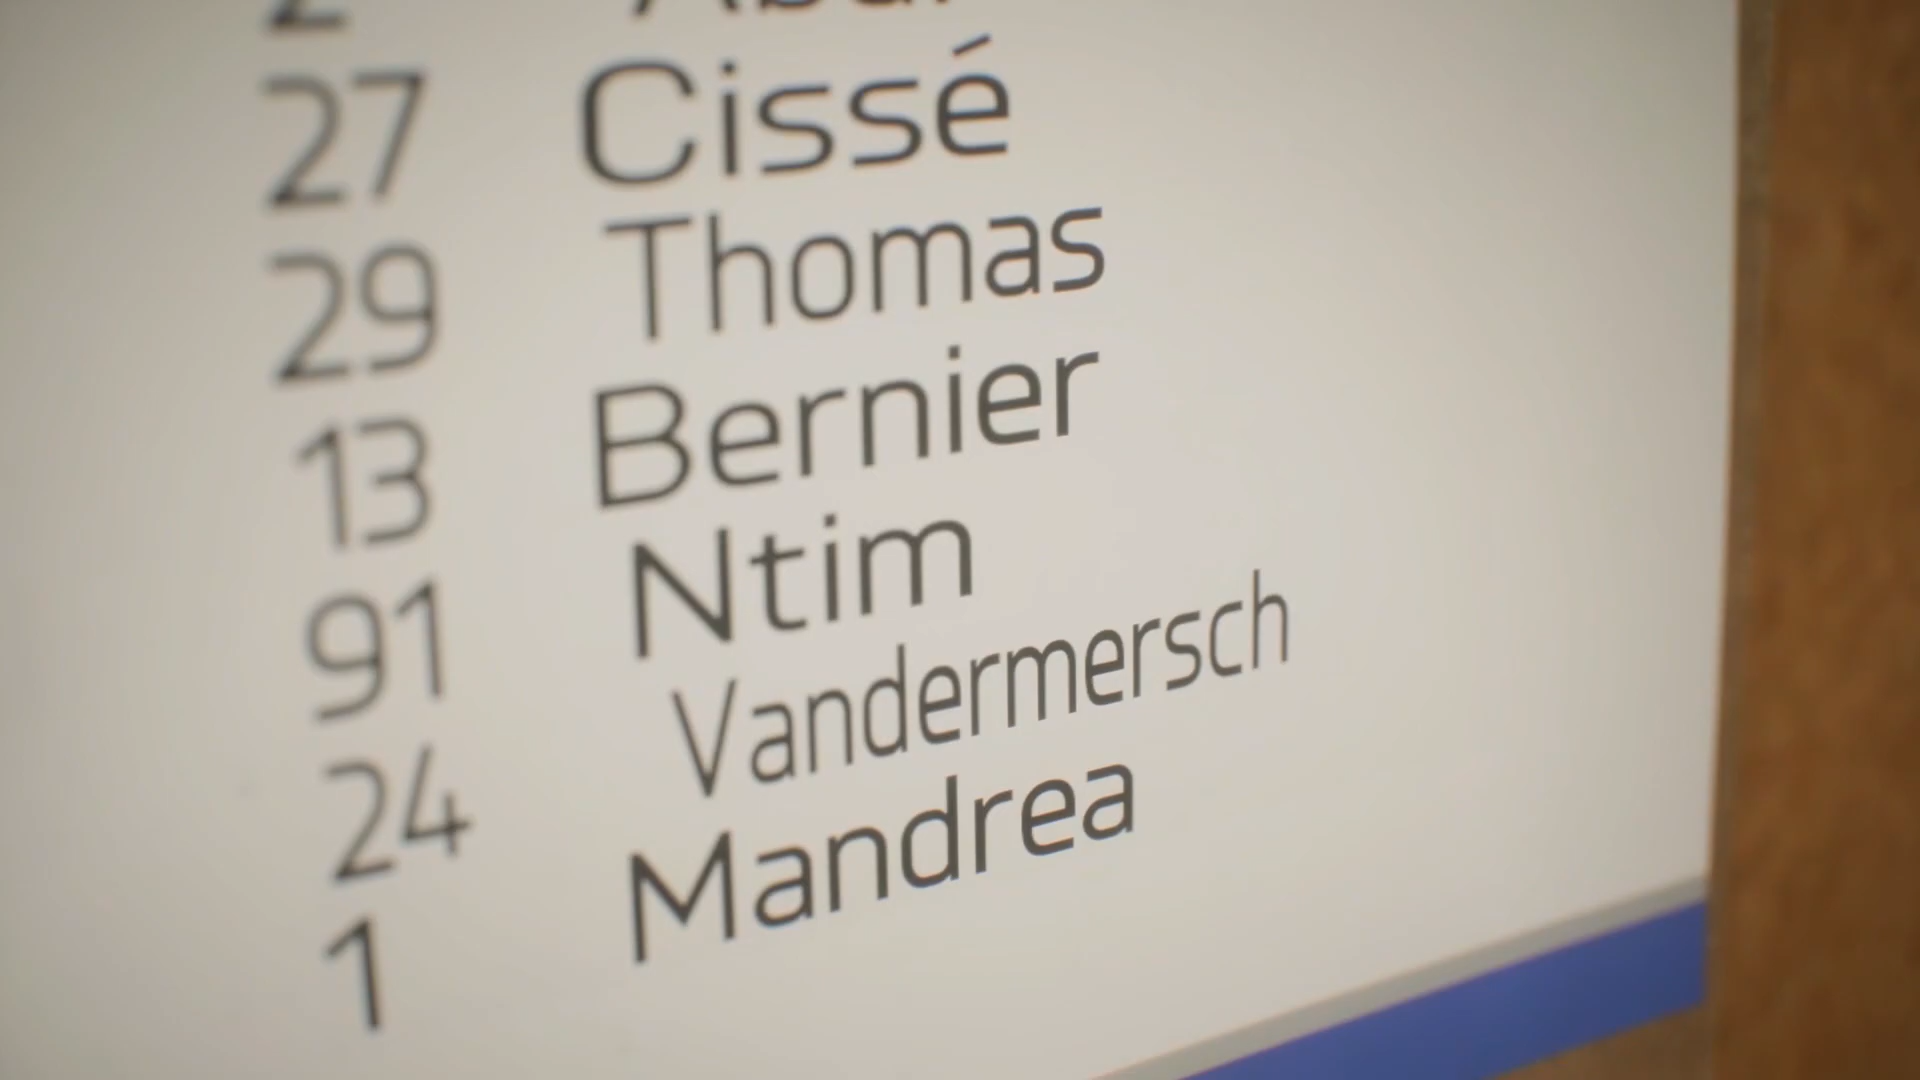 27 Cissé
29 Thomas
13 Bernier
91 Ntim
24 Vandermersch
1 Mandrea